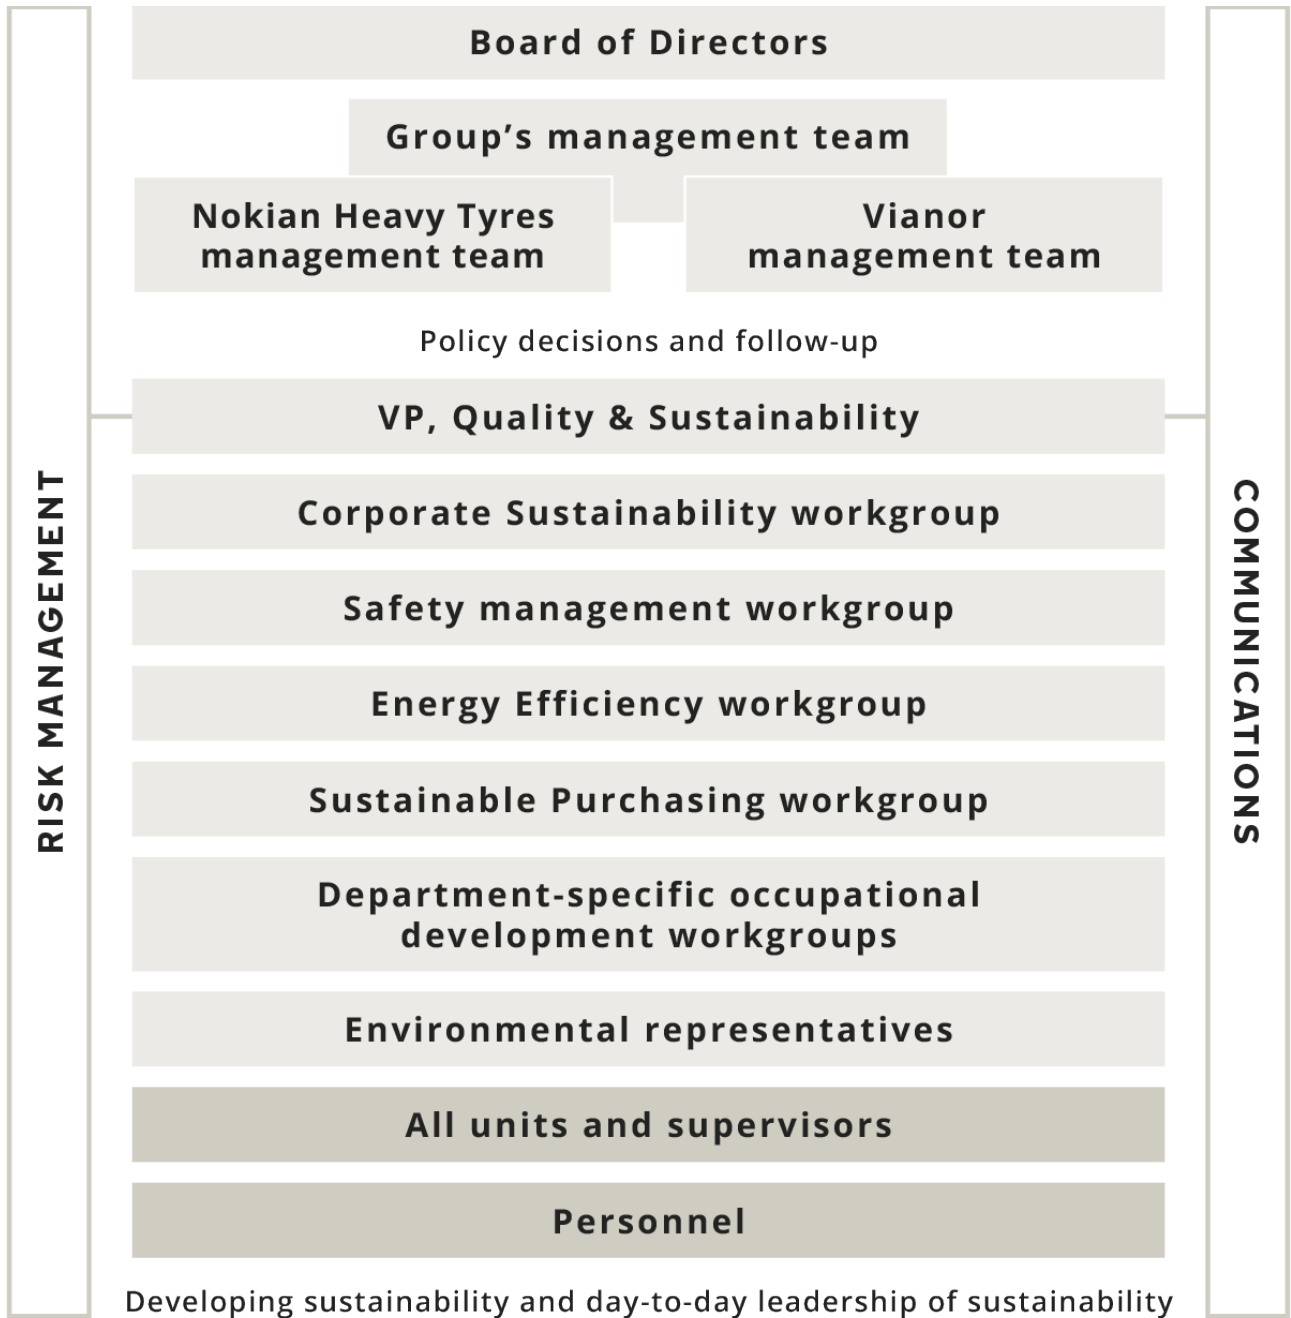 Board of Directors
Group’s management team
Nokian Heavy Tyres
management team
Vianor
management team
Policy decisions and follow-up
VP, Quality & Sustainability
Corporate Sustainability workgroup
Safety management workgroup
Energy Efficiency workgroup
Sustainable Purchasing workgroup
Department-specific occupational
development workgroups
Environmental representatives
All units and supervisors
Personnel
Developing sustainability and day-to-day leadership of sustainability
RISK MANAGEMENT
COMMUNICATIONS